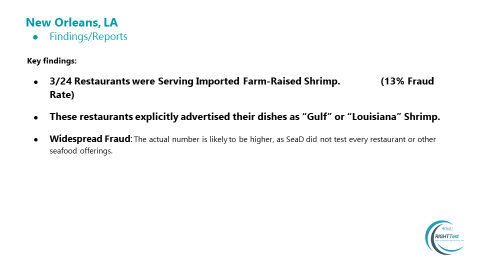 New Orleans, LA
● Findings/Reports
Key findings:
● 3/24 Restaurants were Serving Imported Farm-Raised Shrimp. (13% Fraud
Rate)
● These restaurants explicitly advertised their dishes as “Gulf” or “Louisiana” Shrimp.
● Widespread Fraud: The actual number is likely to be higher, as SeaD did not test every restaurant or other
seafood offerings.
RIGHTTest